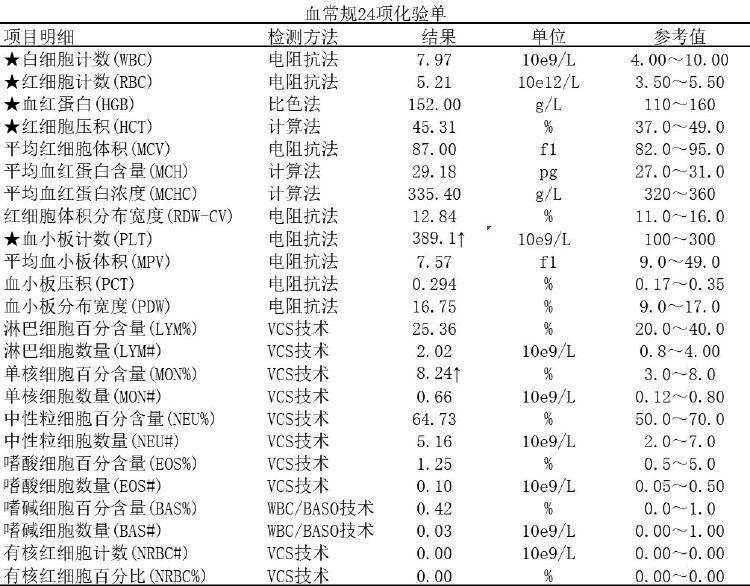 血常规24项化验单
项目明细 检测方法 结果 单位 参考值
★白细胞计数(WBC) 电阻抗法 7.97 10e9/L 4.00～10.00
★红细胞计数(RBC) 电阻抗法 5.21 10e12/L 3.50～5.50
★血红蛋白(HGB) 比色法 152.00 g/L 110～160
★红细胞压积(HCT) 计算法 45.31 % 37.0～49.0
平均红细胞体积(MCV) 电阻抗法 87.00 fl 82.0～95.0
平均血红蛋白含量(MCH) 计算法 29.18 pg 27.0～31.0
平均血红蛋白浓度(MCHC) 计算法 335.40 g/L 320～360
红细胞体积分布宽度(RDW-CV) 电阻抗法 12.84 % 11.0～16.0
★血小板计数(PLT) 电阻抗法 389.1↑ 10e9/L 100～300
平均血小板体积(MPV) 电阻抗法 7.57 fl 9.0～49.0
血小板压积(PCT) 电阻抗法 0.294 % 0.17～0.35
血小板分布宽度(PDW) 电阻抗法 16.75 % 9.0～17.0
淋巴细胞百分含量(LYM%) VCS技术 25.36 % 20.0～40.0
淋巴细胞数量(LYM#) VCS技术 2.02 10e9/L 0.8～4.00
单核细胞百分含量(MON%) VCS技术 8.24↑ % 3.0～8.0
单核细胞数量(MON#) VCS技术 0.66 10e9/L 0.12～0.80
中性粒细胞百分含量(NEU%) VCS技术 64.73 % 50.0～70.0
中性粒细胞数量(NEU#) VCS技术 5.16 10e9/L 2.0～7.0
嗜酸细胞百分含量(EOS%) VCS技术 1.25 % 0.5～5.0
嗜酸细胞数量(EOS#) VCS技术 0.10 10e9/L 0.05～0.50
嗜碱细胞百分含量(BAS%) WBC/BASO技术 0.42 % 0.0～1.0
嗜碱细胞数量(BAS#) WBC/BASO技术 0.03 10e9/L 0.00～1.00
有核红细胞计数(NRBC#) VCS技术 0.00 10e9/L 0.00～0.00
有核红细胞百分比(NRBC%) VCS技术 0.00 % 0.00～0.00